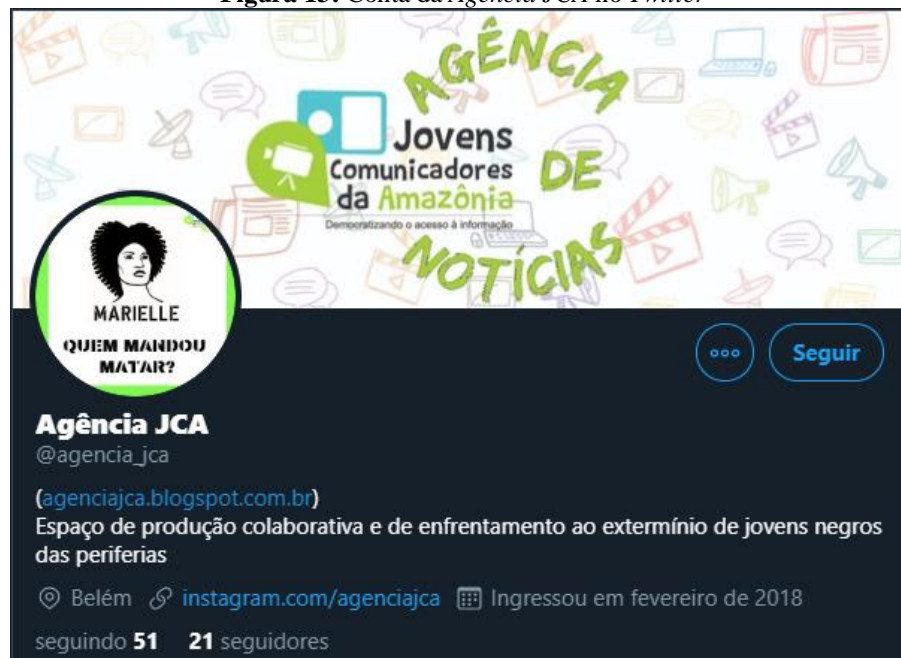 Figura 15: Conta da Agência JCA no Twitter
AGÊNCIA
DE
NOTÍCIAS
Jovens
Comunicadores
da Amazônia
Democratizando o acesso à informação
MARIELLE
QUEM MANDOU
MATAR?
Seguir
Agência JCA
@agencia_jca
(agenciajca.blogspot.com.br)
Espaço de produção colaborativa e de enfrentamento ao extermínio de jovens negros
das periferias
Belém instagram.com/agenciajca Ingressou em fevereiro de 2018
seguindo 51 21 seguidores